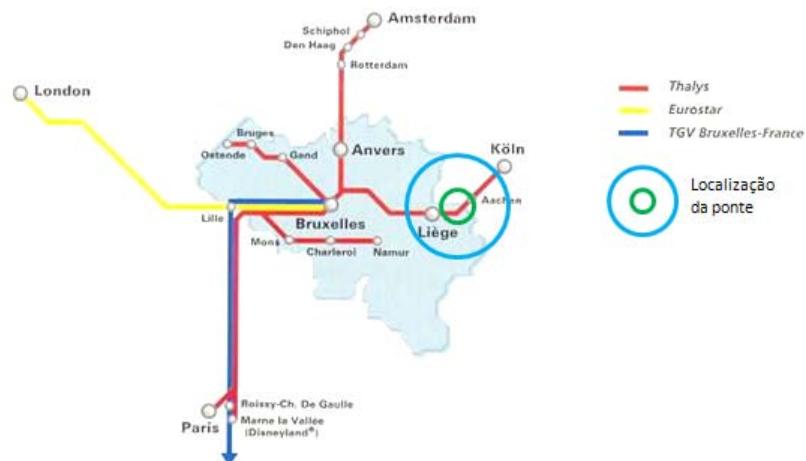 Amsterdam
Schiphol
Den Haag
Rotterdam
London
Thalys
Eurostar
TGV Bruxelles-France
Bruges
Ostende
Gand
Anvers
Köln
Aachen
Localização
da ponte
Lille
Bruxelles
Liège
Mons
Charleroi
Namur
Roissy-Ch. De Gaulle
Paris
Marne la Vallée
(Disneyland®)